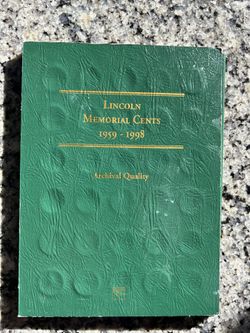 LINCOLN
MEMORIAL CENTS
1959 - 1998
Archival Quality